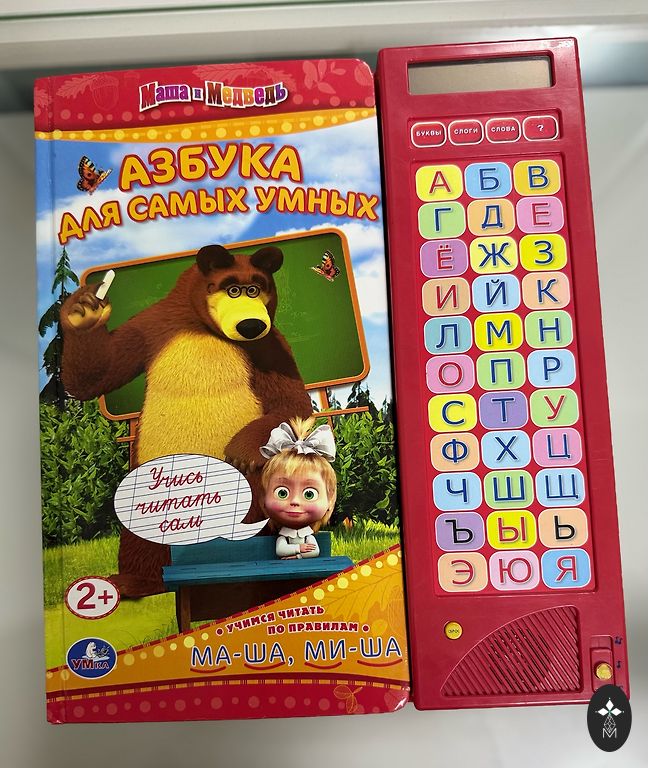 Маша и Медведь
АЗБУКА
ДЛЯ САМЫХ УМНЫХ
Учись
читать
сам
2+
УМка
• УЧИМСЯ ЧИТАТЬ
ПО ПРАВИЛАМ •
МА-ША, МИ-ША
БУКВЫ СЛОГИ СЛОВА ?
А Б В
Г Д Е
Ё Ж З
И Й К
Л М Н
О П Р
С Т У
Ф Х Ц
Ч Ш Щ
Ъ Ы Ь
Э Ю Я
M